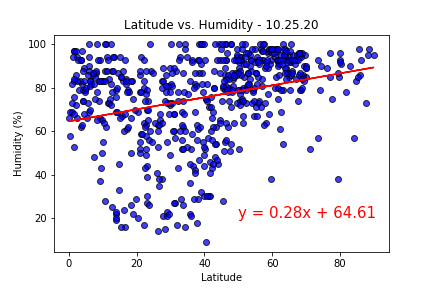 Latitude vs. Humidity - 10.25.20
100
80
60
40
20
Humidity (%)
y = 0.28x + 64.61
0 20 40 60 80
Latitude